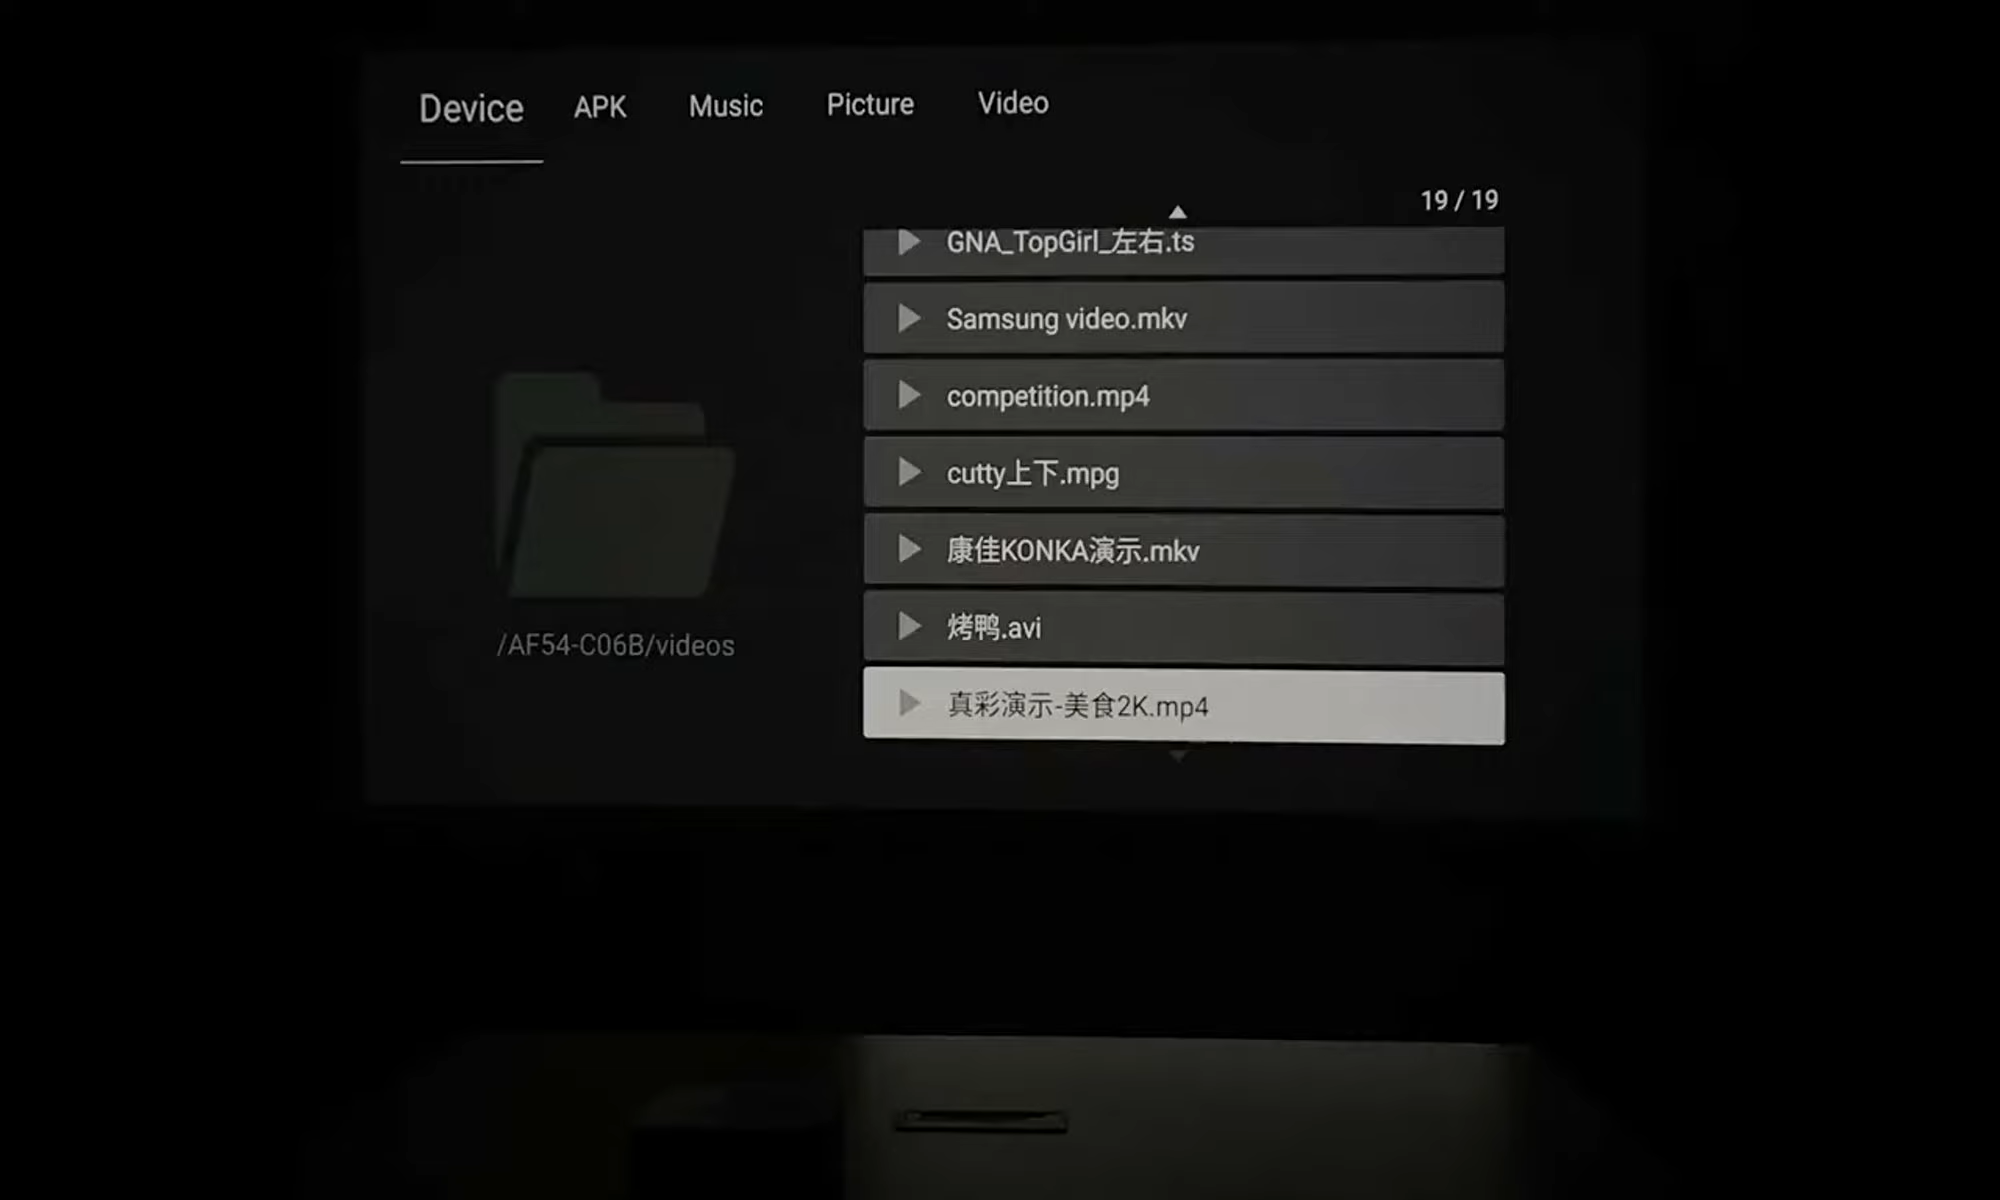 Device APK Music Picture Video
19 / 19
GNA_TopGirl_左右.ts
Samsung video.mkv
competition.mp4
cutty上下.mpg
康佳KONKA演示.mkv
烤鸭.avi
真彩演示-美食2K.mp4
/AF54-C06B/videos